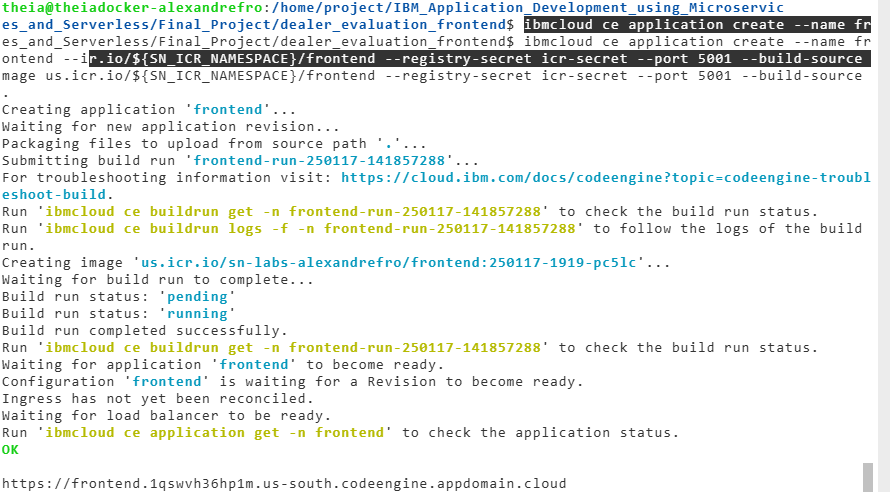 theia@theiadocker-alexandrefro:/home/project/IBM_Application_Development_using_Microservic
es_and_Serverless/Final_Project/dealer_evaluation_frontend$ ibmcloud ce application create --name fr
es_and_Serverless/Final_Project/dealer_evaluation_frontend$ ibmcloud ce application create --name fr
ontend --ir.io/${SN_ICR_NAMESPACE}/frontend --registry-secret icr-secret --port 5001 --build-source
mage us.icr.io/${SN_ICR_NAMESPACE}/frontend --registry-secret icr-secret --port 5001 --build-source
.
Creating application 'frontend'...
Waiting for new application revision...
Packaging files to upload from source path '.'...
Submitting build run 'frontend-run-250117-141857288'...
For troubleshooting information visit: https://cloud.ibm.com/docs/codeengine?topic=codeengine-troubl
eshoot-build.
Run 'ibmcloud ce buildrun get -n frontend-run-250117-141857288' to check the build run status.
Run 'ibmcloud ce buildrun logs -f -n frontend-run-250117-141857288' to follow the logs of the build
run.
Creating image 'us.icr.io/sn-labs-alexandrefro/frontend:250117-1919-pc5lc'...
Waiting for build run to complete...
Build run status: 'pending'
Build run status: 'running'
Build run completed successfully.
Run 'ibmcloud ce buildrun get -n frontend-run-250117-141857288' to check the build run status.
Waiting for application 'frontend' to become ready.
Configuration 'frontend' is waiting for a Revision to become ready.
Ingress has not yet been reconciled.
Waiting for load balancer to be ready.
Run 'ibmcloud ce application get -n frontend' to check the application status.
OK
https://frontend.1qswvh36hp1m.us-south.codeengine.appdomain.cloud